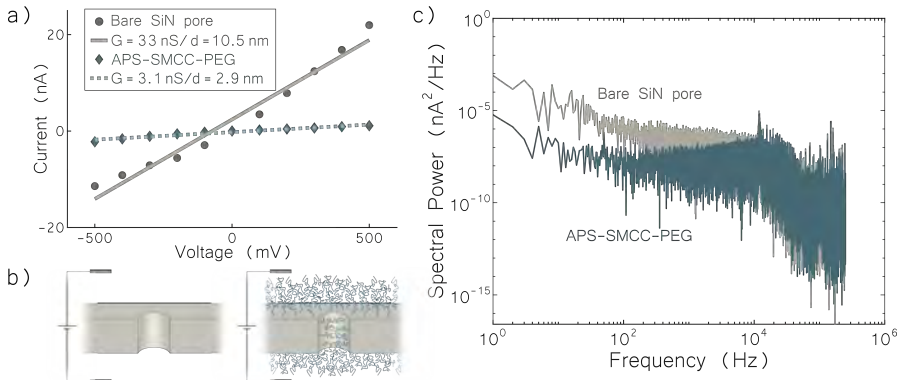 a)
20
0
-20
Current (nA)
Bare SiN pore
G = 33 nS/d = 10.5 nm
APS-SMCC-PEG
G = 3.1 nS/d = 2.9 nm
-500
0
500
Voltage (mV)
b)
c)
10^0
10^-5
10^-10
10^-15
Spectral Power (nA^2/Hz)
Bare SiN pore
APS-SMCC-PEG
10^0
10^2
10^4
10^6
Frequency (Hz)